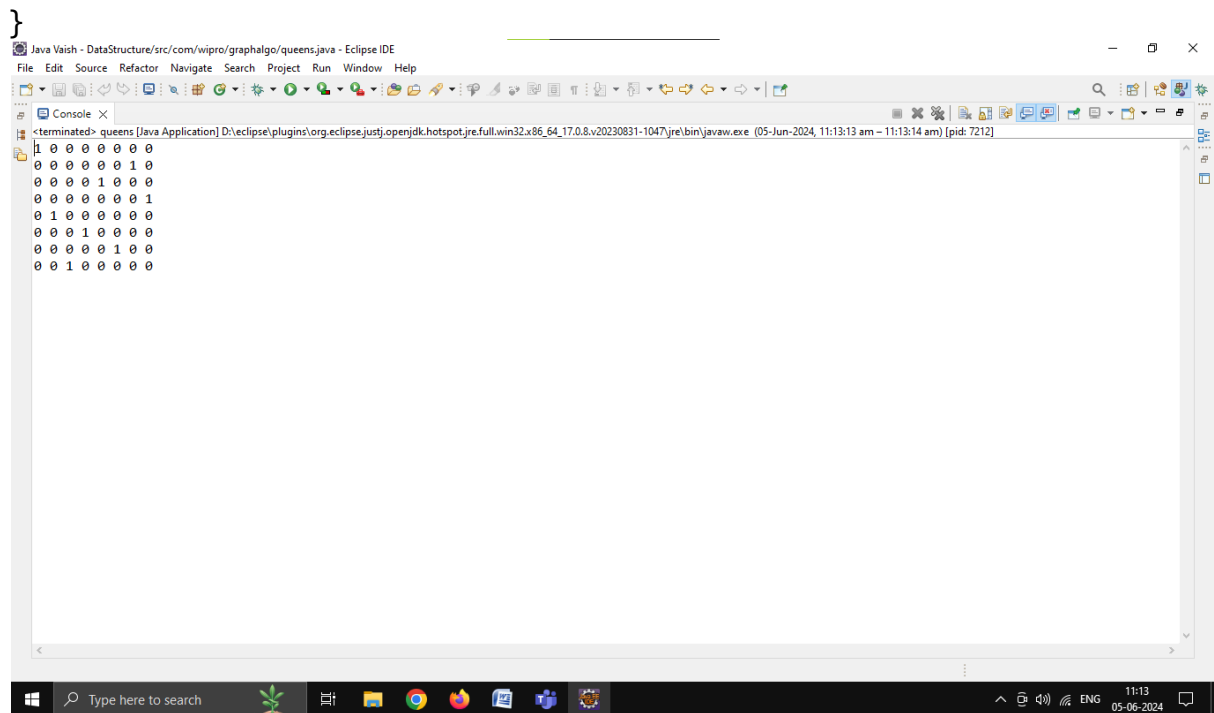 }
Java Vaish - DataStructure/src/com/wipro/graphalgo/queens.java - Eclipse IDE
File Edit Source Refactor Navigate Search Project Run Window Help
Console
<terminated> queens [Java Application] D:\eclipse\plugins\org.eclipse.justj.openjdk.hotspot.jre.full.win32.x86_64_17.0.8.v20230831-1047\jre\bin\javaw.exe (05-Jun-2024, 11:13:13 am – 11:13:14 am) [pid: 7212]
1 0 0 0 0 0 0 0
0 0 0 0 0 0 1 0
0 0 0 0 1 0 0 0
0 0 0 0 0 0 0 1
0 1 0 0 0 0 0 0
0 0 0 1 0 0 0 0
0 0 0 0 0 1 0 0
0 0 1 0 0 0 0 0
Type here to search
ENG
11:13
05-06-2024